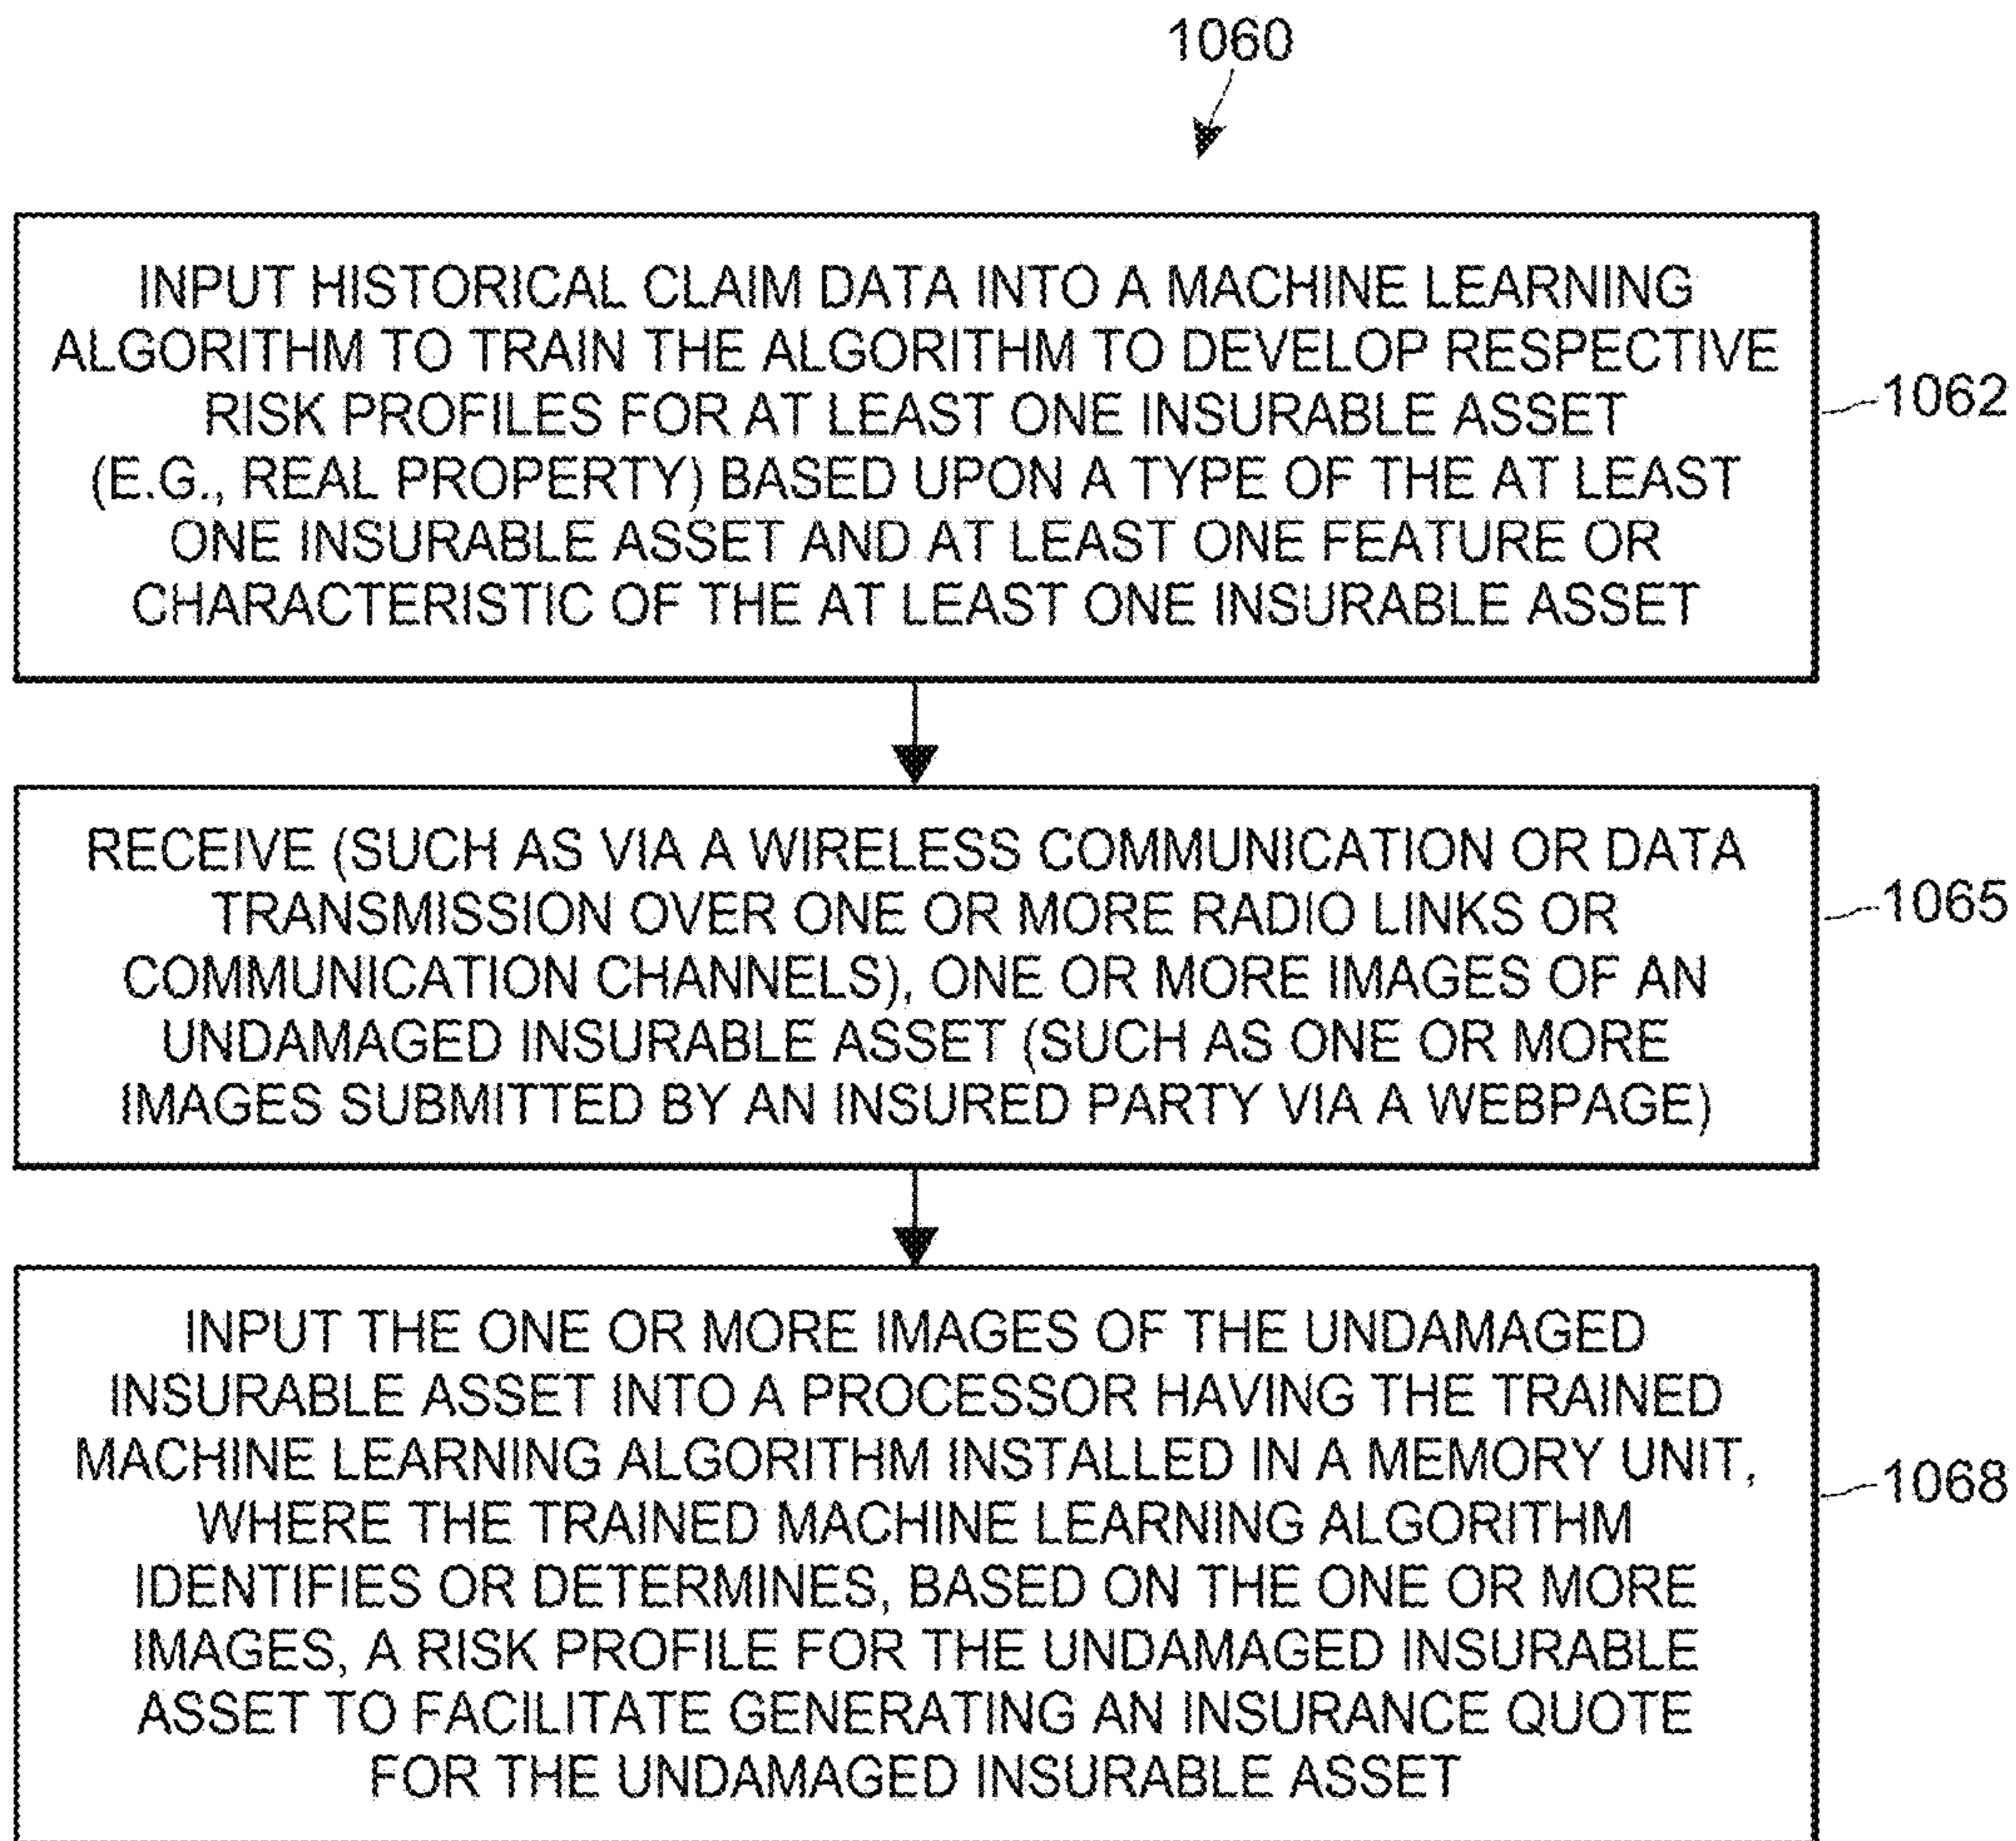 1060
INPUT HISTORICAL CLAIM DATA INTO A MACHINE LEARNING
ALGORITHM TO TRAIN THE ALGORITHM TO DEVELOP RESPECTIVE
RISK PROFILES FOR AT LEAST ONE INSURABLE ASSET
(E.G., REAL PROPERTY) BASED UPON A TYPE OF THE AT LEAST
ONE INSURABLE ASSET AND AT LEAST ONE FEATURE OR
CHARACTERISTIC OF THE AT LEAST ONE INSURABLE ASSET
1062
RECEIVE (SUCH AS VIA A WIRELESS COMMUNICATION OR DATA
TRANSMISSION OVER ONE OR MORE RADIO LINKS OR
COMMUNICATION CHANNELS), ONE OR MORE IMAGES OF AN
UNDAMAGED INSURABLE ASSET (SUCH AS ONE OR MORE
IMAGES SUBMITTED BY AN INSURED PARTY VIA A WEBPAGE)
1065
INPUT THE ONE OR MORE IMAGES OF THE UNDAMAGED
INSURABLE ASSET INTO A PROCESSOR HAVING THE TRAINED
MACHINE LEARNING ALGORITHM INSTALLED IN A MEMORY UNIT,
WHERE THE TRAINED MACHINE LEARNING ALGORITHM
IDENTIFIES OR DETERMINES, BASED ON THE ONE OR MORE
IMAGES, A RISK PROFILE FOR THE UNDAMAGED INSURABLE
ASSET TO FACILITATE GENERATING AN INSURANCE QUOTE
FOR THE UNDAMAGED INSURABLE ASSET
1068